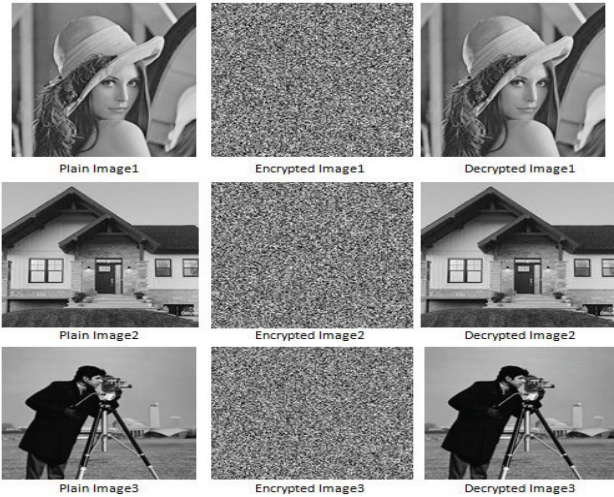 Plain Image1
Encrypted Image1
Decrypted Image1
Plain Image2
Encrypted Image2
Decrypted Image2
Plain Image3
Encrypted Image3
Decrypted Image3